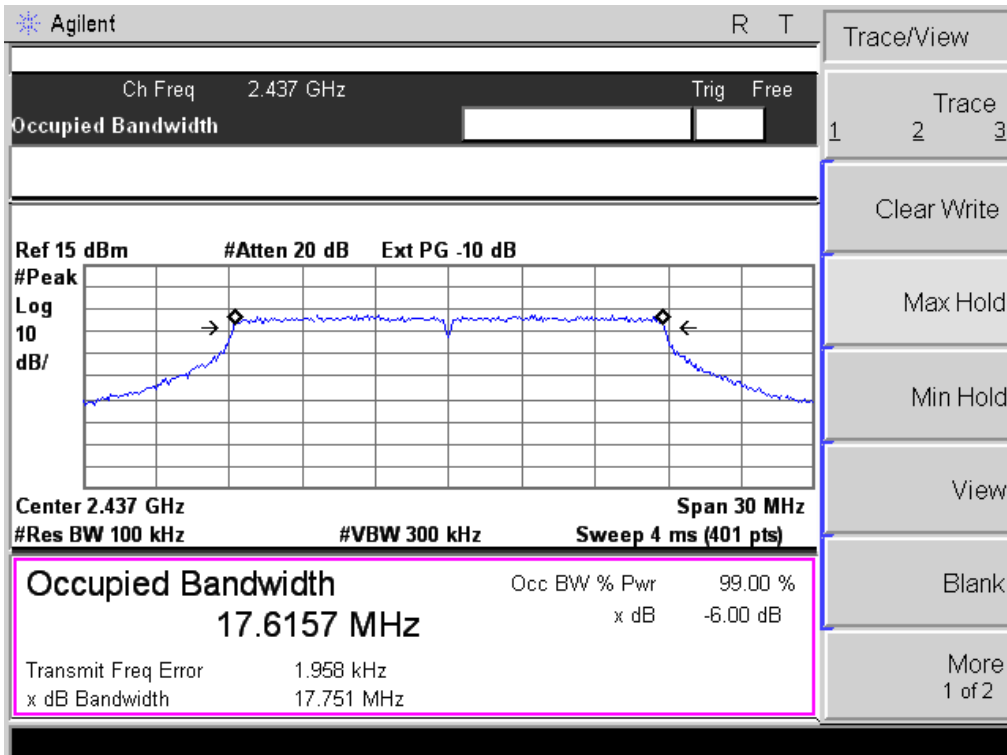 Agilent R T
Trace/View
Ch Freq 2.437 GHz Trig Free
Occupied Bandwidth
Trace
1 2 3
Clear Write
Ref 15 dBm #Atten 20 dB Ext PG -10 dB
#Peak
Log
10
dB/
Max Hold
Min Hold
View
Center 2.437 GHz Span 30 MHz
#Res BW 100 kHz #VBW 300 kHz Sweep 4 ms (401 pts)
Occupied Bandwidth Occ BW % Pwr 99.00 %
17.6157 MHz x dB -6.00 dB
Transmit Freq Error 1.958 kHz
x dB Bandwidth 17.751 MHz
Blank
More
1 of 2